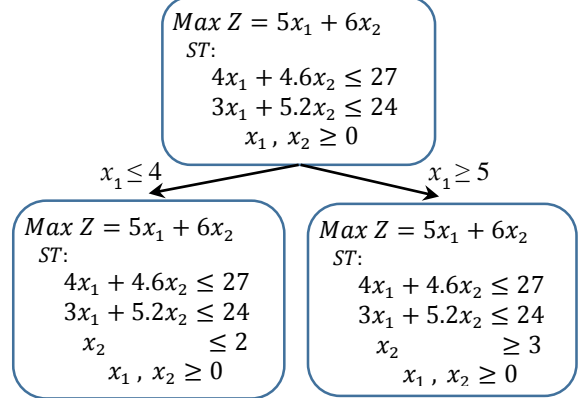 Max Z = 5x₁ + 6x₂
ST:
4x₁ + 4.6x₂ ≤ 27
3x₁ + 5.2x₂ ≤ 24
x₁ , x₂ ≥ 0
x₁ ≤ 4
x₁ ≥ 5
Max Z = 5x₁ + 6x₂
ST:
4x₁ + 4.6x₂ ≤ 27
3x₁ + 5.2x₂ ≤ 24
x₂ ≤ 2
x₁ , x₂ ≥ 0
Max Z = 5x₁ + 6x₂
ST:
4x₁ + 4.6x₂ ≤ 27
3x₁ + 5.2x₂ ≤ 24
x₂ ≥ 3
x₁ , x₂ ≥ 0